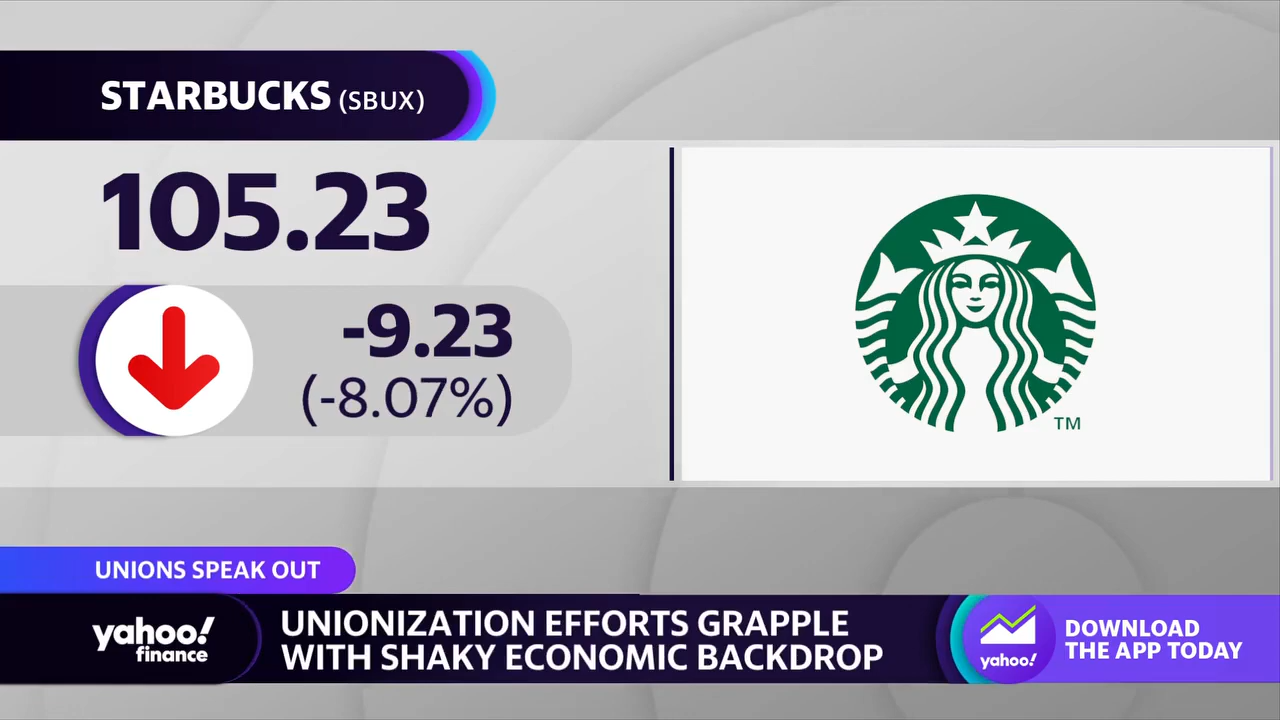 STARBUCKS (SBUX)
105.23
-9.23
(-8.07%)
TM
UNIONS SPEAK OUT
yahoo!
finance
UNIONIZATION EFFORTS GRAPPLE
WITH SHAKY ECONOMIC BACKDROP
yahoo!
DOWNLOAD
THE APP TODAY